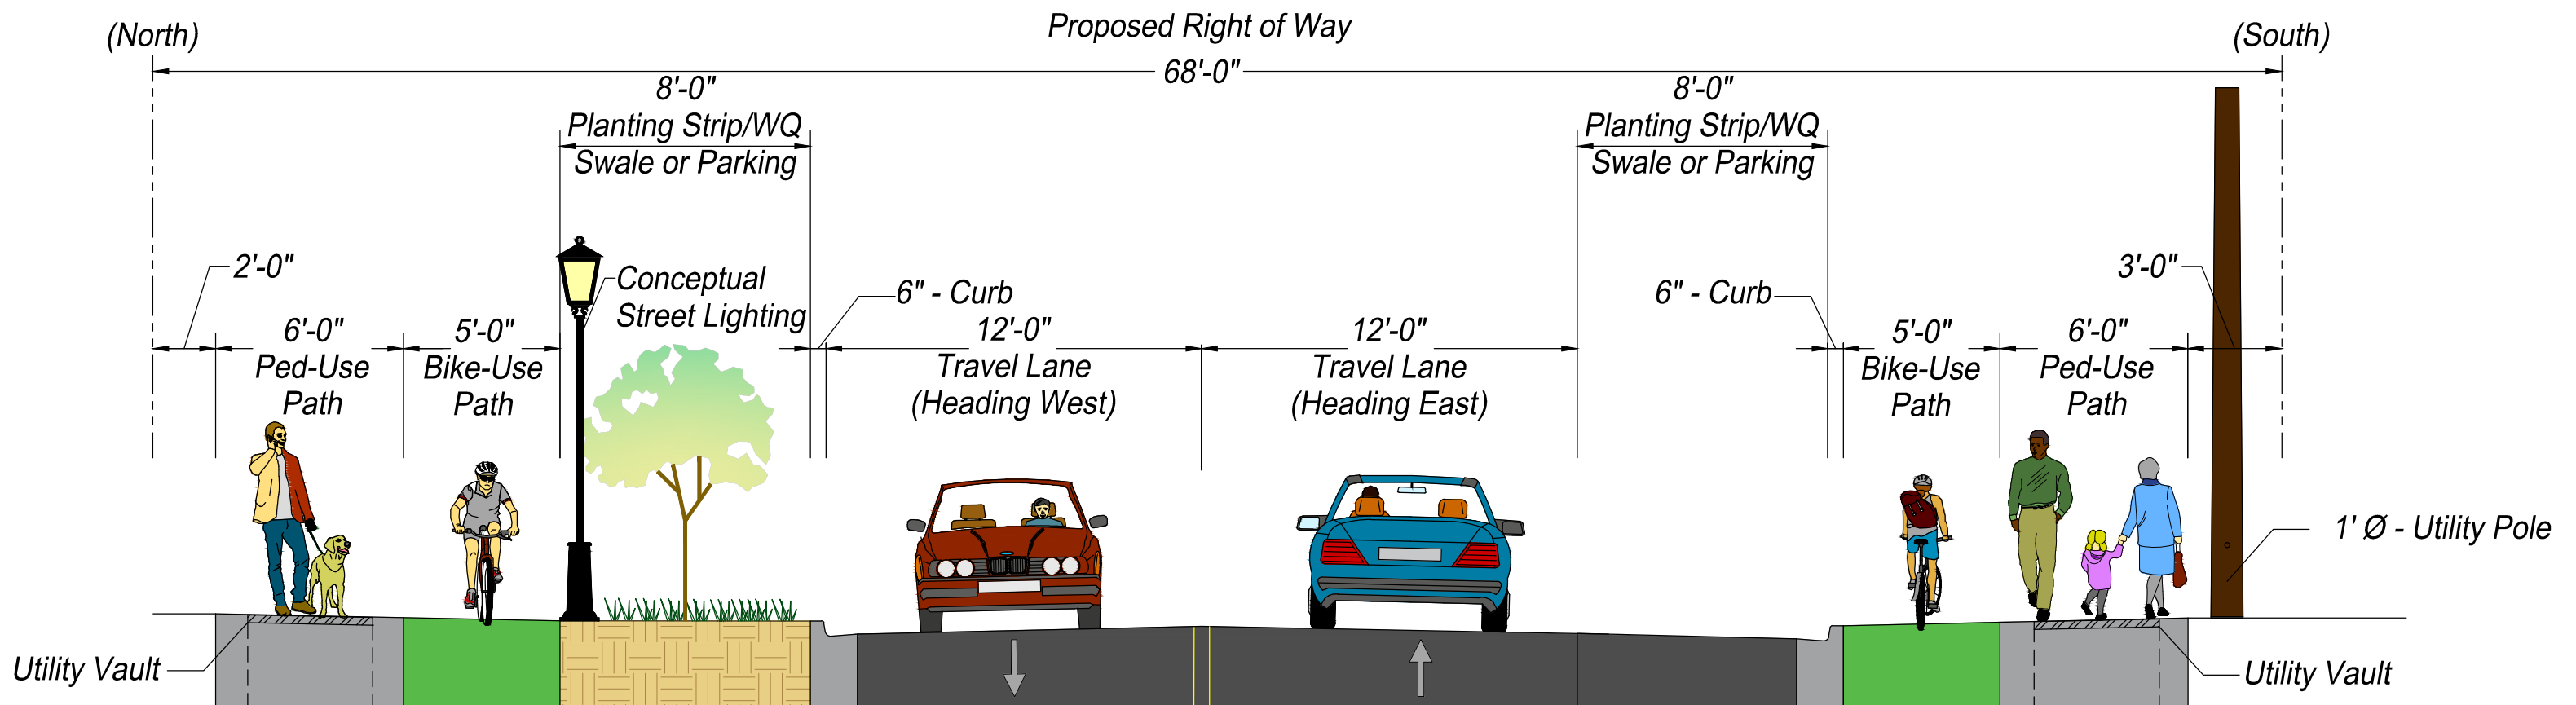 (North)
Proposed Right of Way
(South)
68'-0"
8'-0"
Planting Strip/WQ
Swale or Parking
8'-0"
Planting Strip/WQ
Swale or Parking
2'-0"
Conceptual
Street Lighting
6" - Curb
6" - Curb
3'-0"
6'-0"
Ped-Use
Path
5'-0"
Bike-Use
Path
12'-0"
Travel Lane
(Heading West)
12'-0"
Travel Lane
(Heading East)
5'-0"
Bike-Use
Path
6'-0"
Ped-Use
Path
1' Ø - Utility Pole
Utility Vault
Utility Vault